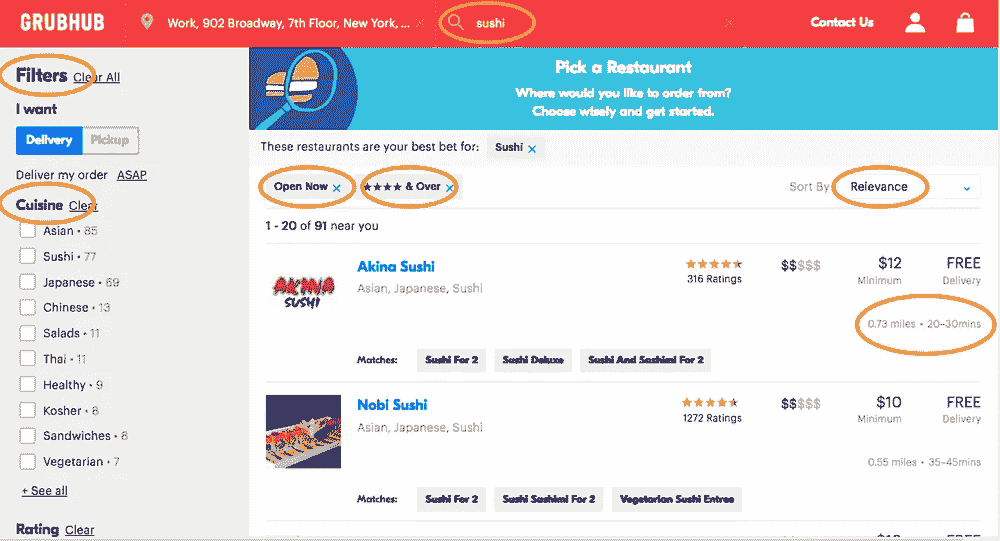 GRUBHUB
Work, 902 Broadway, 7th Floor, New York, ...
sushi
Contact Us
Filters Clear All
I want
Delivery Pickup
Deliver my order ASAP
Cuisine Clear
Asian • 85
Sushi • 77
Japanese • 69
Chinese • 13
Salads • 11
Thai • 11
Healthy • 9
Kosher • 8
Sandwiches • 8
Vegetarian • 7
+ See all
Rating Clear
Pick a Restaurant
Where would you like to order from?
Choose wisely and get started.
These restaurants are your best bet for: Sushi ×
Open Now × ★★★★ & Over ×
Sort By Relevance
1 - 20 of 91 near you
AKINA
SUSHI
Akina Sushi
Asian, Japanese, Sushi
316 Ratings
$$$$$
$12
Minimum
FREE
Delivery
0.73 miles • 20-30mins
Matches: Sushi For 2 Sushi Deluxe Sushi And Sashimi For 2
Nobi Sushi
Asian, Japanese, Sushi
1272 Ratings
$$$$$
$10
Minimum
FREE
Delivery
0.55 miles • 35-45mins
Matches: Sushi For 2 Sushi Sashimi For 2 Vegetarian Sushi Entree